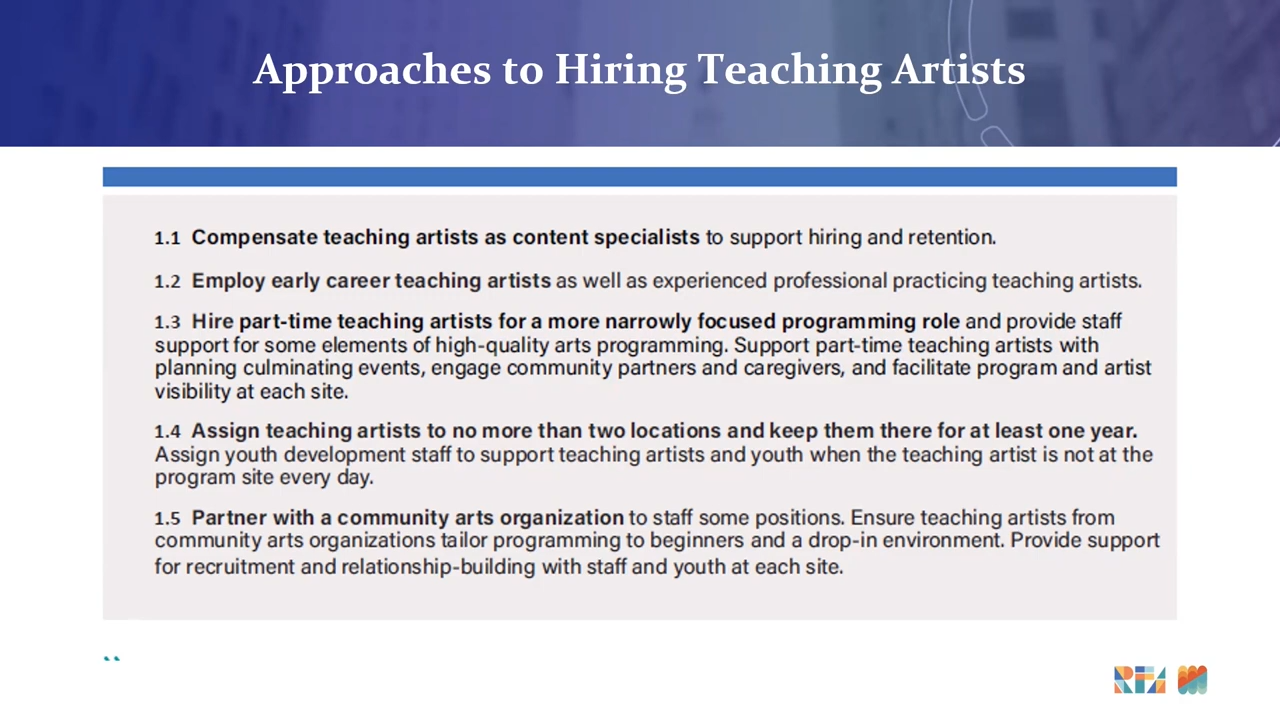 Approaches to Hiring Teaching Artists
1.1 Compensate teaching artists as content specialists to support hiring and retention.
1.2 Employ early career teaching artists as well as experienced professional practicing teaching artists.
1.3 Hire part-time teaching artists for a more narrowly focused programming role and provide staff
support for some elements of high-quality arts programming. Support part-time teaching artists with
planning culminating events, engage community partners and caregivers, and facilitate program and artist
visibility at each site.
1.4 Assign teaching artists to no more than two locations and keep them there for at least one year.
Assign youth development staff to support teaching artists and youth when the teaching artist is not at the
program site every day.
1.5 Partner with a community arts organization to staff some positions. Ensure teaching artists from
community arts organizations tailor programming to beginners and a drop-in environment. Provide support
for recruitment and relationship-building with staff and youth at each site.